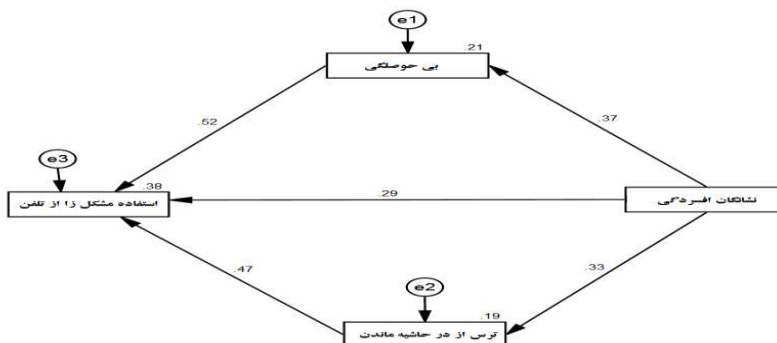 e1
.21
بی حوصلگی
.52
.37
e3
.38
استفاده مشکل زا از تلفن
.29
نشانگان افسردگی
.47
.33
e2
.19
ترس از در حاشیه ماندن